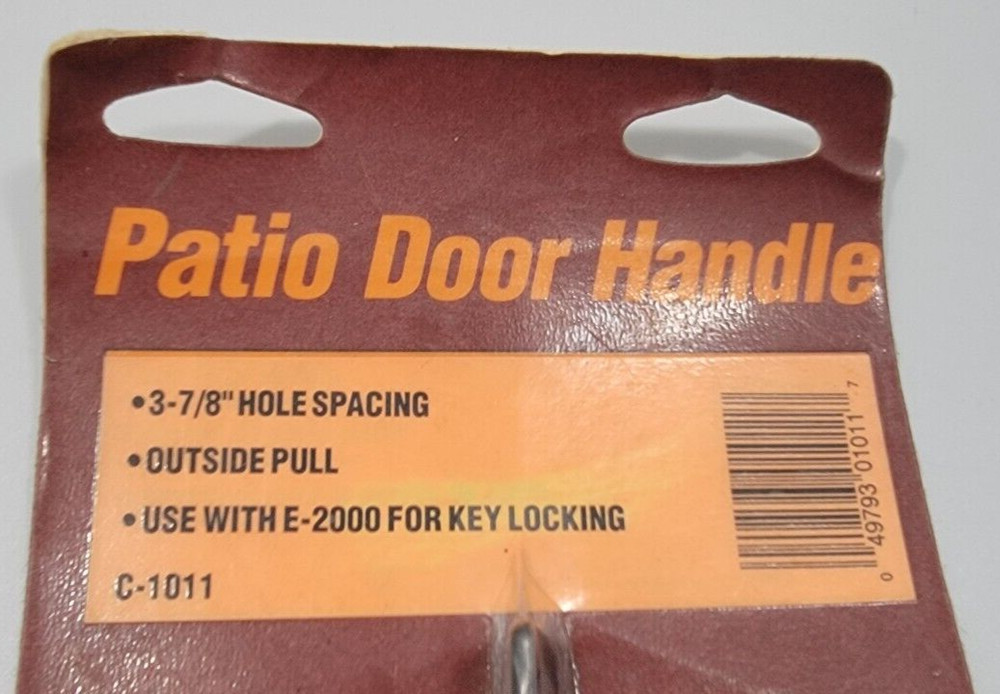 Patio Door Handle
•3-7/8" HOLE SPACING
•OUTSIDE PULL
•USE WITH E-2000 FOR KEY LOCKING
C-1011
0 49793 01011 7